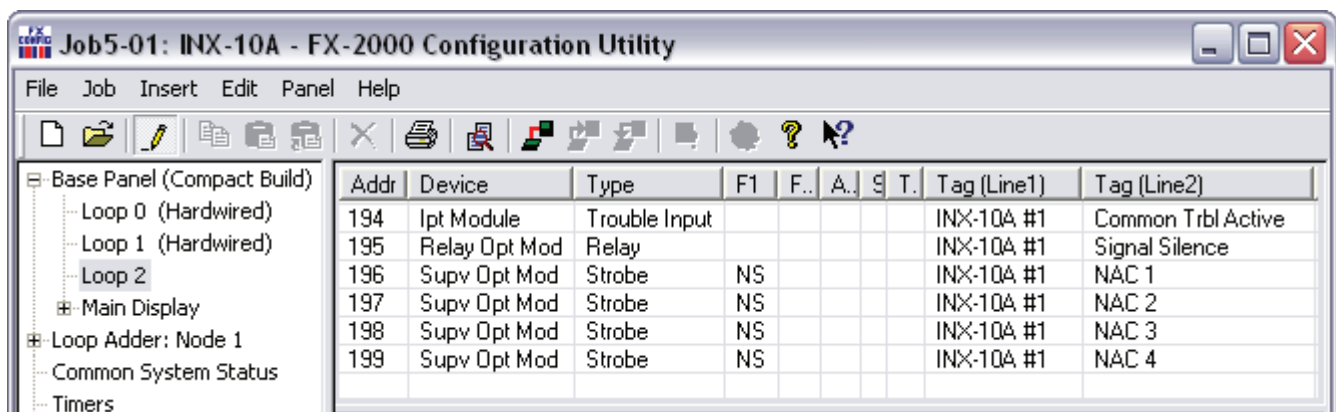 FX CONFIG Job5-01: INX-10A - FX-2000 Configuration Utility
File Job Insert Edit Panel Help
Base Panel (Compact Build)
Loop 0 (Hardwired)
Loop 1 (Hardwired)
Loop 2
Main Display
Loop Adder: Node 1
Common System Status
Timers
Addr Device Type F1 F.. A.. S T. Tag (Line1) Tag (Line2)
194 Ipt Module Trouble Input INX-10A #1 Common Trbl Active
195 Relay Opt Mod Relay INX-10A #1 Signal Silence
196 Supv Opt Mod Strobe NS INX-10A #1 NAC 1
197 Supv Opt Mod Strobe NS INX-10A #1 NAC 2
198 Supv Opt Mod Strobe NS INX-10A #1 NAC 3
199 Supv Opt Mod Strobe NS INX-10A #1 NAC 4